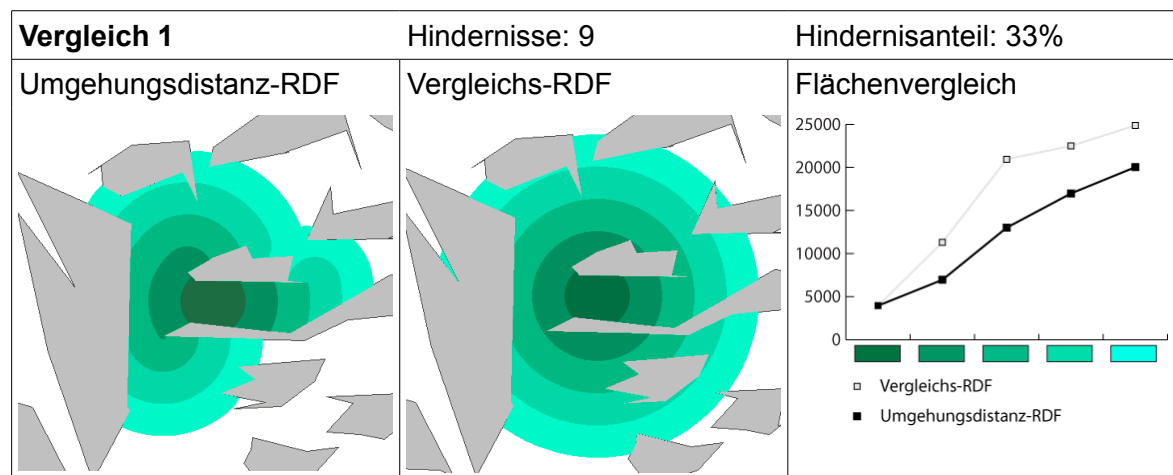 Vergleich 1
Hindernisse: 9
Hindernisanteil: 33%
Umgehungsdistanz-RDF
Vergleichs-RDF
Flächenvergleich
25000
20000
15000
10000
5000
0
Vergleichs-RDF
Umgehungsdistanz-RDF